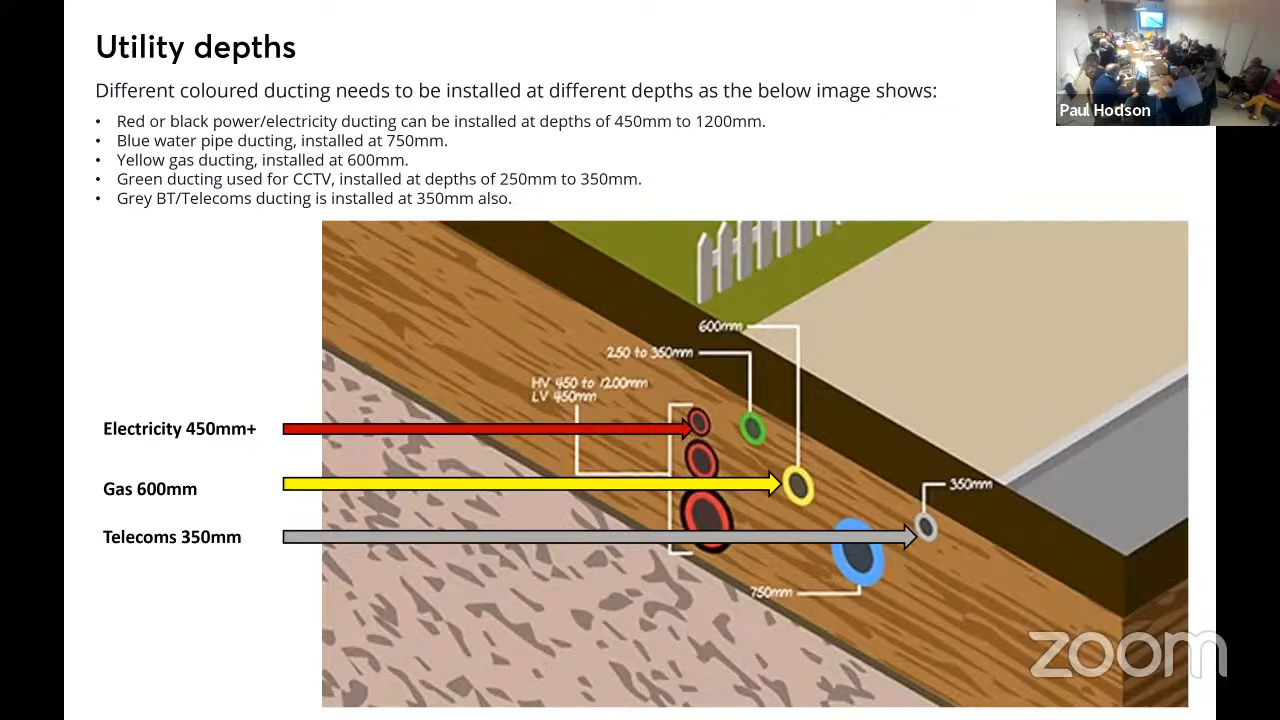 Utility depths
Paul Hodson
Different coloured ducting needs to be installed at different depths as the below image shows:
• Red or black power/electricity ducting can be installed at depths of 450mm to 1200mm.
• Blue water pipe ducting, installed at 750mm.
• Yellow gas ducting, installed at 600mm.
• Green ducting used for CCTV, installed at depths of 250mm to 350mm.
• Grey BT/Telecoms ducting is installed at 350mm also.
600mm
250 to 350mm
HV 450 to 1200mm
LV 450mm
Electricity 450mm+
Gas 600mm
350mm
Telecoms 350mm
750mm
zoom